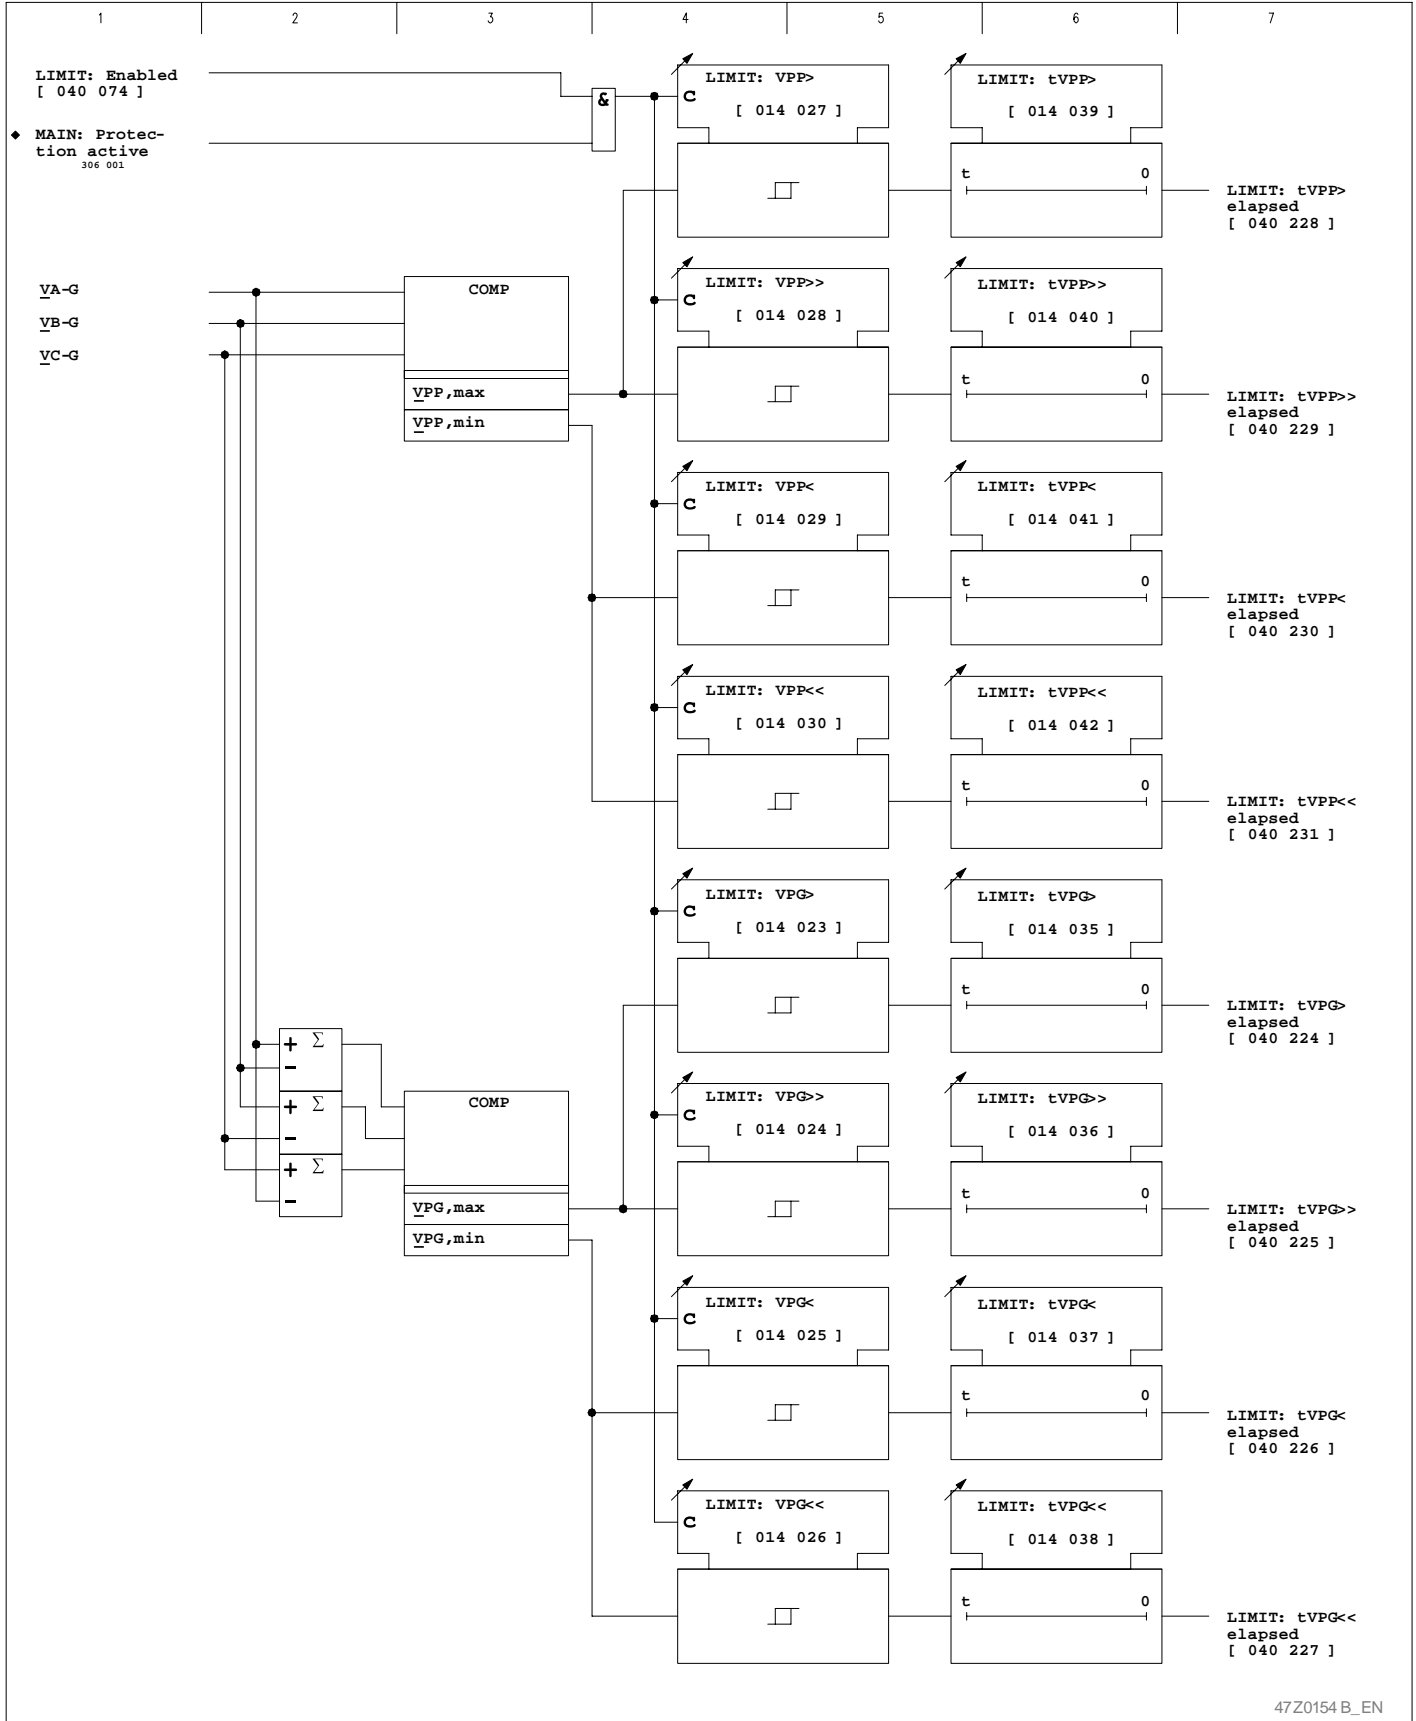 1 2 3 4 5 6 7
LIMIT: Enabled
[ 040 074 ]
◆ MAIN: Protec-
tion active
306 001
&
C
LIMIT: VPP>
[ 014 027 ]
LIMIT: tVPP>
[ 014 039 ]
t 0
LIMIT: tVPP>
elapsed
[ 040 228 ]
VA-G
VB-G
VC-G
COMP
VPP,max
VPP,min
C
LIMIT: VPP>>
[ 014 028 ]
LIMIT: tVPP>>
[ 014 040 ]
t 0
LIMIT: tVPP>>
elapsed
[ 040 229 ]
C
LIMIT: VPP<
[ 014 029 ]
LIMIT: tVPP<
[ 014 041 ]
t 0
LIMIT: tVPP<
elapsed
[ 040 230 ]
C
LIMIT: VPP<<
[ 014 030 ]
LIMIT: tVPP<<
[ 014 042 ]
t 0
LIMIT: tVPP<<
elapsed
[ 040 231 ]
C
LIMIT: VPG>
[ 014 023 ]
LIMIT: tVPG>
[ 014 035 ]
t 0
LIMIT: tVPG>
elapsed
[ 040 224 ]
+ Σ
−
+ Σ
−
+ Σ
−
COMP
VPG,max
VPG,min
C
LIMIT: VPG>>
[ 014 024 ]
LIMIT: tVPG>>
[ 014 036 ]
t 0
LIMIT: tVPG>>
elapsed
[ 040 225 ]
C
LIMIT: VPG<
[ 014 025 ]
LIMIT: tVPG<
[ 014 037 ]
t 0
LIMIT: tVPG<
elapsed
[ 040 226 ]
C
LIMIT: VPG<<
[ 014 026 ]
LIMIT: tVPG<<
[ 014 038 ]
t 0
LIMIT: tVPG<<
elapsed
[ 040 227 ]
47Z0154 B_EN